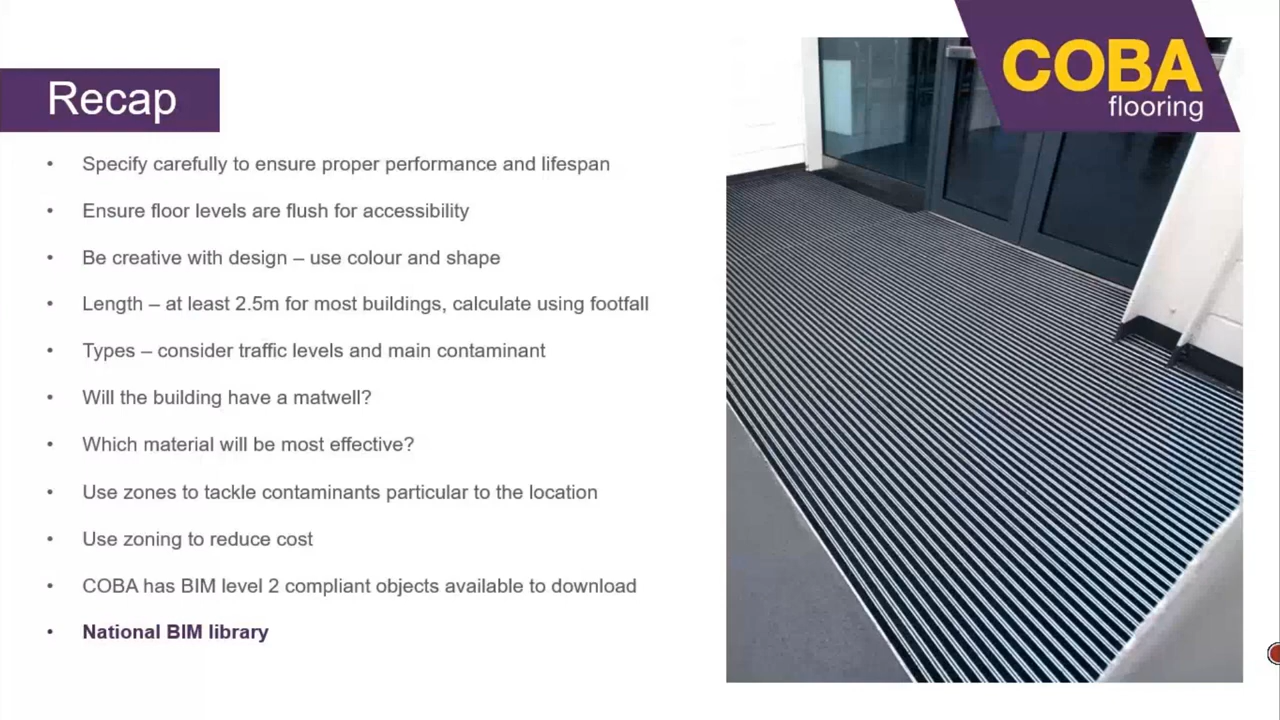 COBA
flooring
Recap
• Specify carefully to ensure proper performance and lifespan
• Ensure floor levels are flush for accessibility
• Be creative with design – use colour and shape
• Length – at least 2.5m for most buildings, calculate using footfall
• Types – consider traffic levels and main contaminant
• Will the building have a matwell?
• Which material will be most effective?
• Use zones to tackle contaminants particular to the location
• Use zoning to reduce cost
• COBA has BIM level 2 compliant objects available to download
• National BIM library